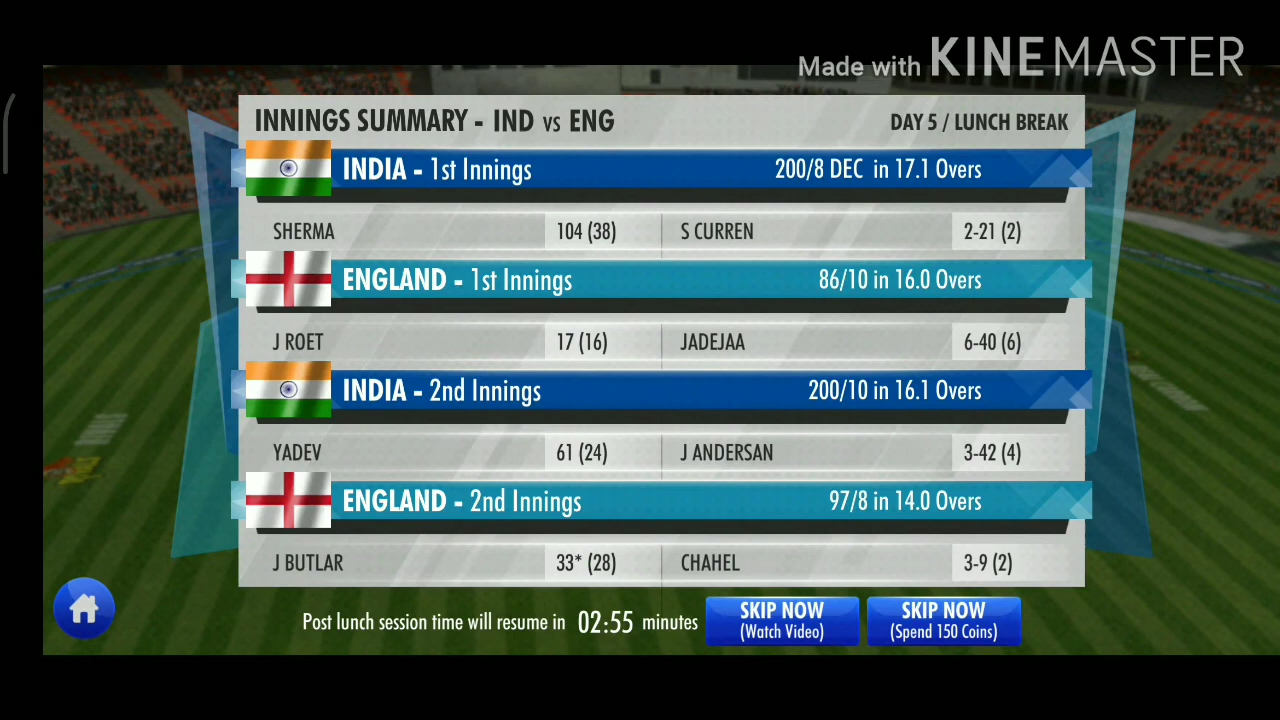 Made with KINEMASTER
INNINGS SUMMARY - IND vs ENG DAY 5 / LUNCH BREAK
INDIA - 1st Innings 200/8 DEC in 17.1 Overs
SHERMA 104 (38) S CURREN 2-21 (2)
ENGLAND - 1st Innings 86/10 in 16.0 Overs
J ROET 17 (16) JADEJAA 6-40 (6)
INDIA - 2nd Innings 200/10 in 16.1 Overs
YADEV 61 (24) J ANDERSAN 3-42 (4)
ENGLAND - 2nd Innings 97/8 in 14.0 Overs
J BUTLAR 33* (28) CHAHEL 3-9 (2)
Post lunch session time will resume in 02:55 minutes
SKIP NOW
(Watch Video)
SKIP NOW
(Spend 150 Coins)